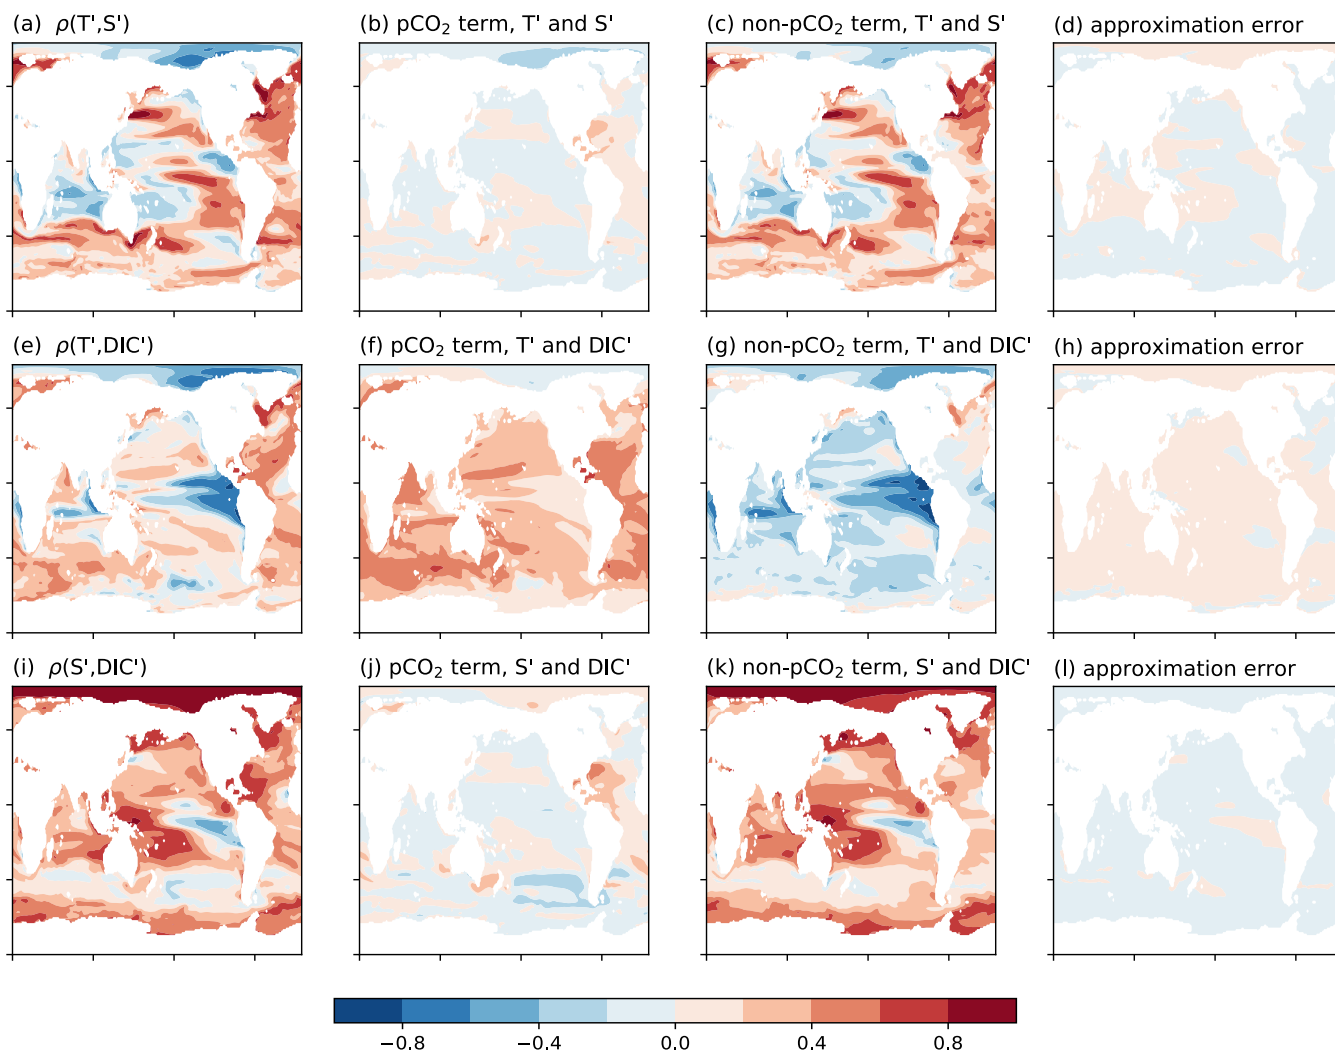 (a) ρ(T',S')
(b) pCO₂ term, T' and S'
(c) non-pCO₂ term, T' and S'
(d) approximation error
(e) ρ(T',DIC')
(f) pCO₂ term, T' and DIC'
(g) non-pCO₂ term, T' and DIC'
(h) approximation error
(i) ρ(S',DIC')
(j) pCO₂ term, S' and DIC'
(k) non-pCO₂ term, S' and DIC'
(l) approximation error
−0.8 −0.4 0.0 0.4 0.8